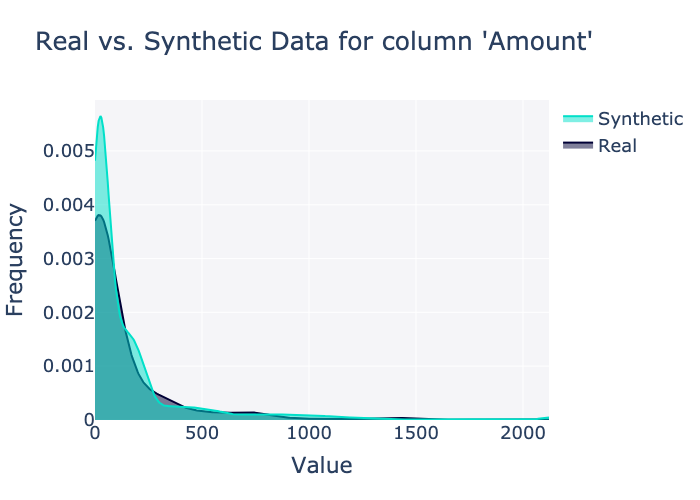 Real vs. Synthetic Data for column 'Amount'
Synthetic
Real
0.005
0.004
0.003
0.002
0.001
0
Frequency
0
500
1000
1500
2000
Value